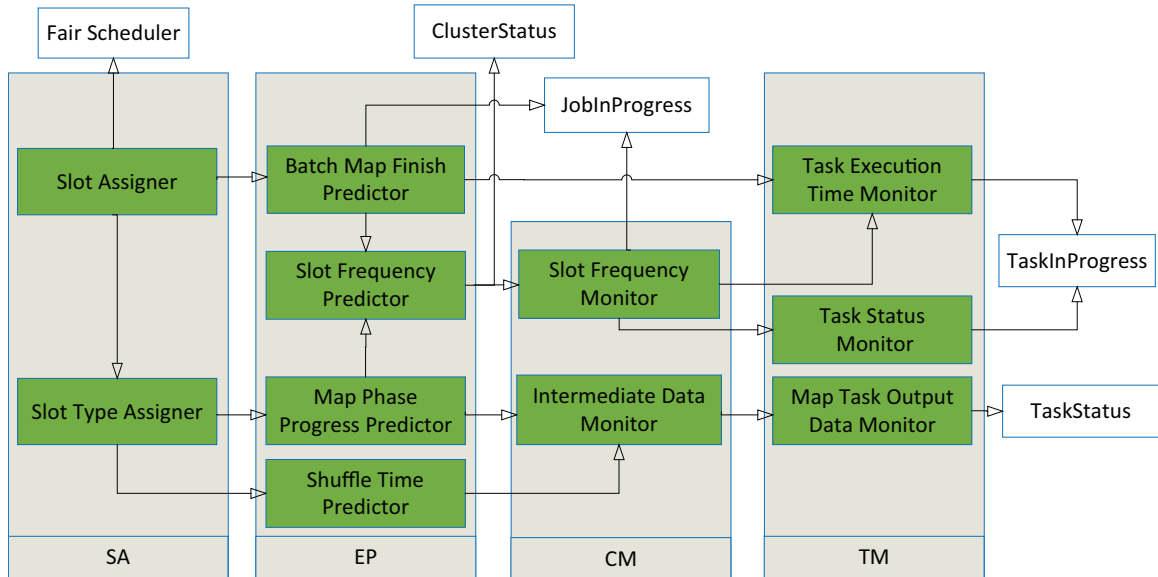 Fair Scheduler
ClusterStatus
JobInProgress
Slot Assigner
Batch Map Finish
Predictor
Task Execution
Time Monitor
Slot Frequency
Predictor
Slot Frequency
Monitor
TaskInProgress
Task Status
Monitor
Slot Type Assigner
Map Phase
Progress Predictor
Intermediate Data
Monitor
Map Task Output
Data Monitor
TaskStatus
Shuffle Time
Predictor
SA
EP
CM
TM